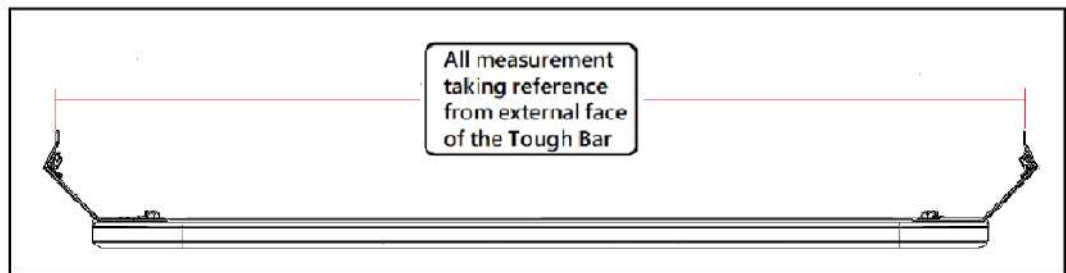 All measurement
taking reference
from external face
of the Tough Bar